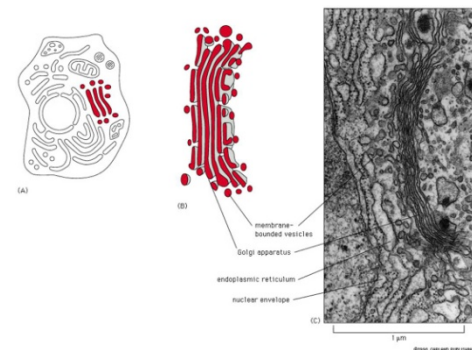 (A)
(B)
membrane-
bounded vesicles
Golgi apparatus
endoplasmic reticulum
nuclear envelope
(C)
1 μm